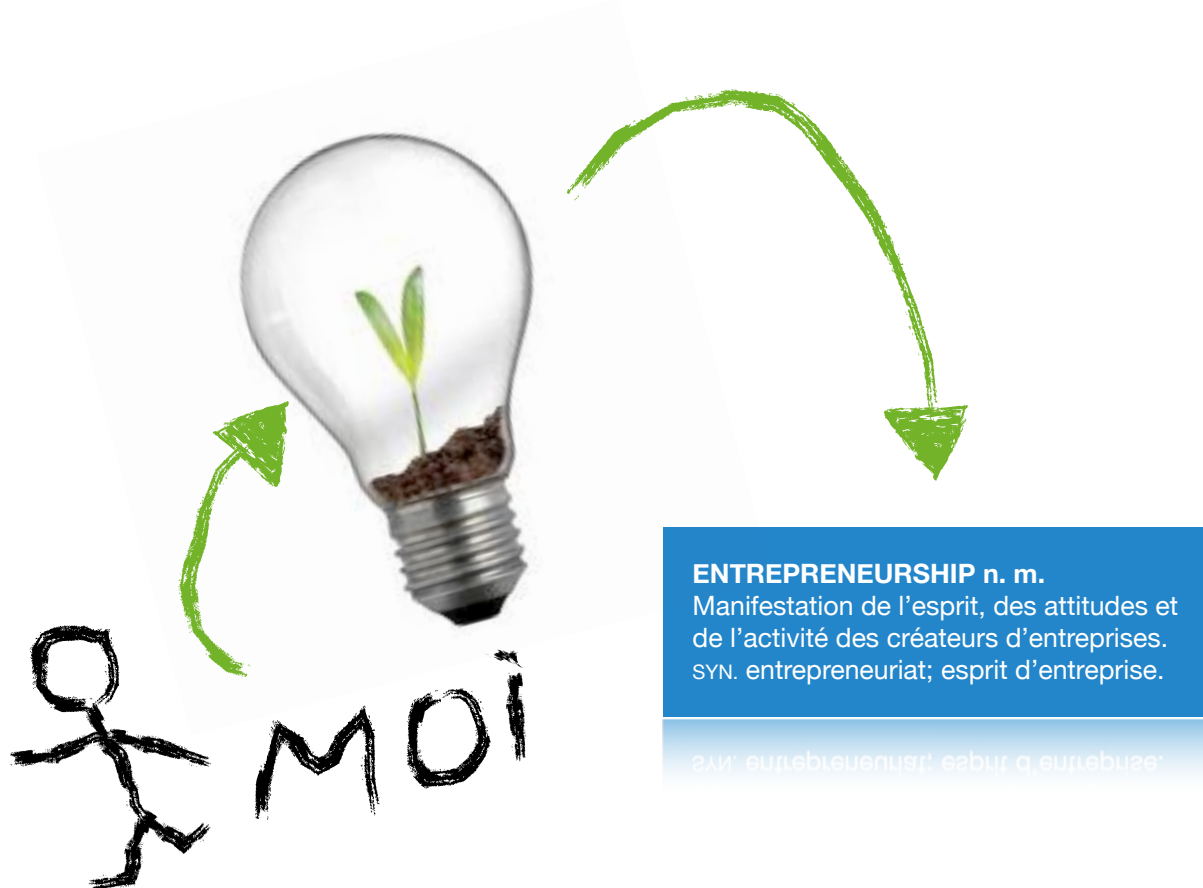 MOI
ENTREPRENEURSHIP n. m.
Manifestation de l’esprit, des attitudes et
de l’activité des créateurs d’entreprises.
SYN. entrepreneuriat; esprit d’entreprise.